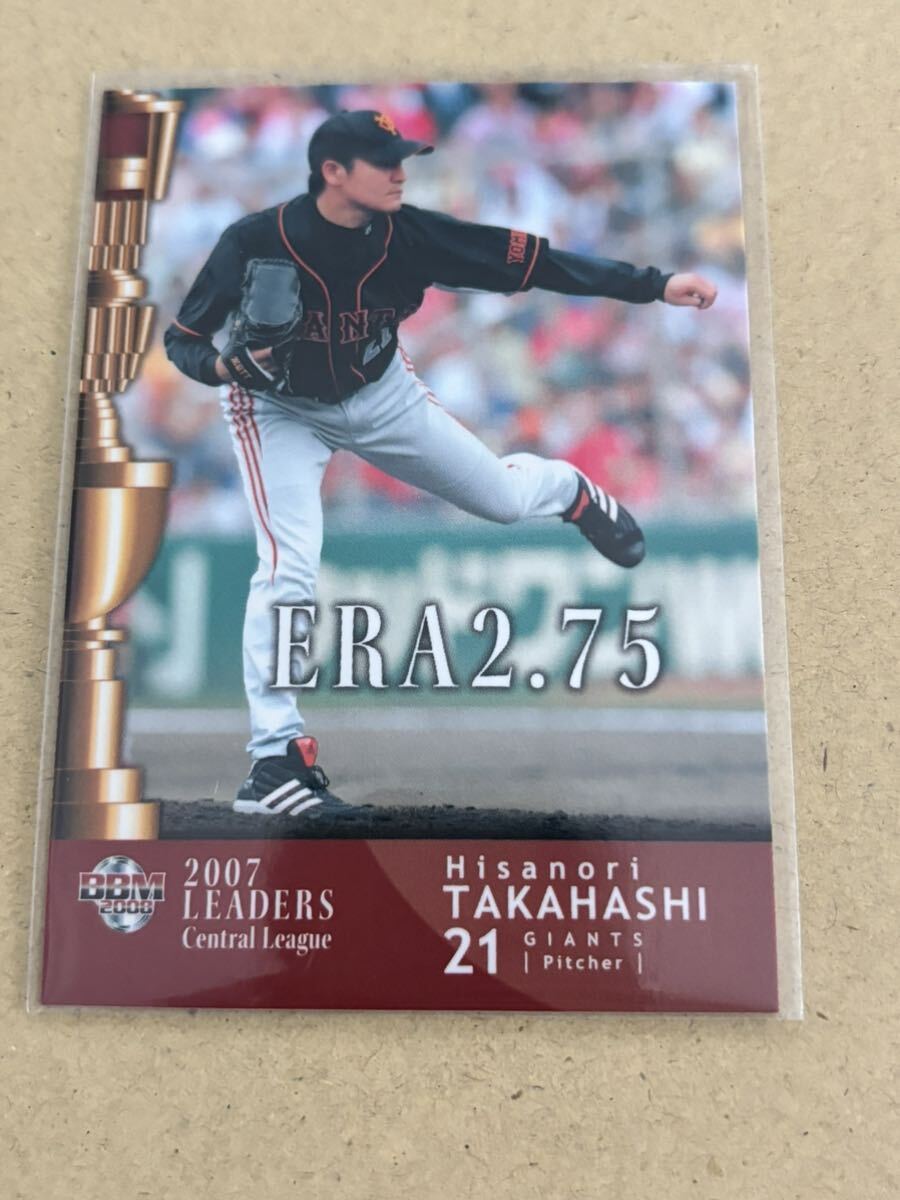 ERA2.75
BBM
2008
2007
LEADERS
Central League
Hisanori
TAKAHASHI
21
GIANTS
| Pitcher |